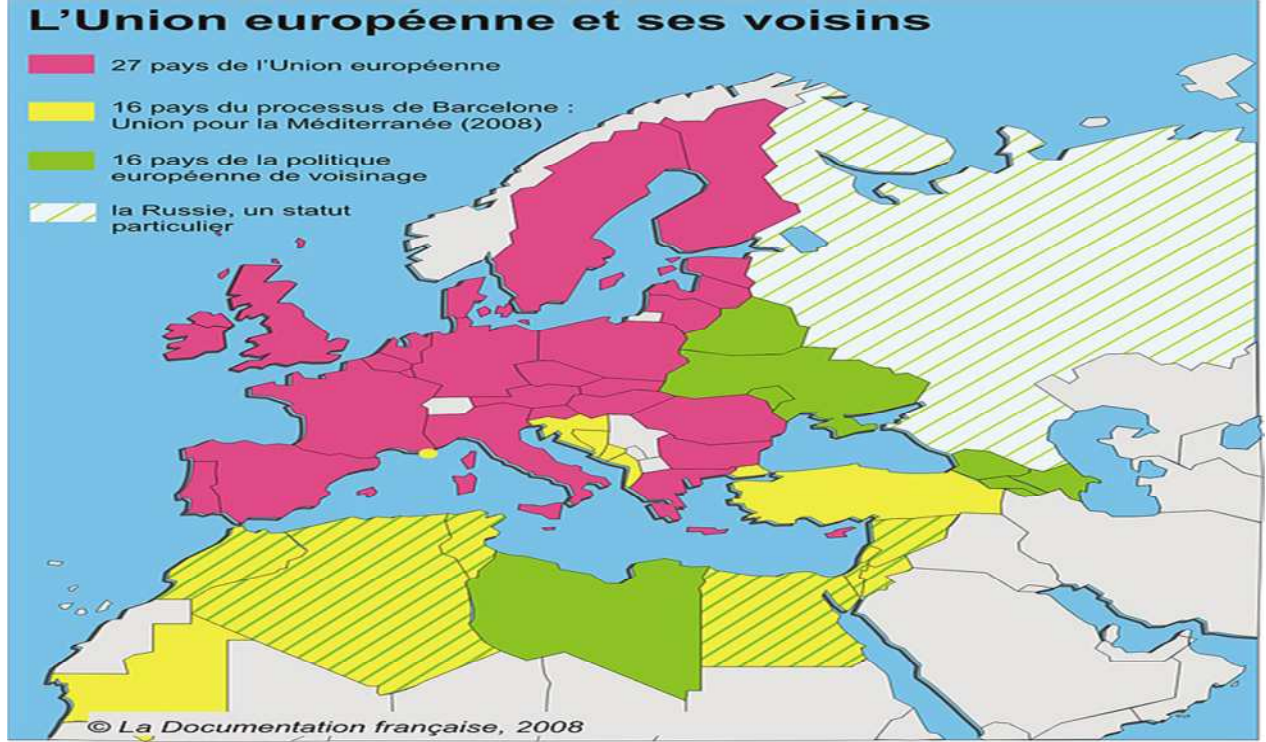 L'Union européenne et ses voisins
27 pays de l'Union européenne
16 pays du processus de Barcelone :
Union pour la Méditerranée (2008)
16 pays de la politique
européenne de voisinage
la Russie, un statut
particulier
© La Documentation française, 2008